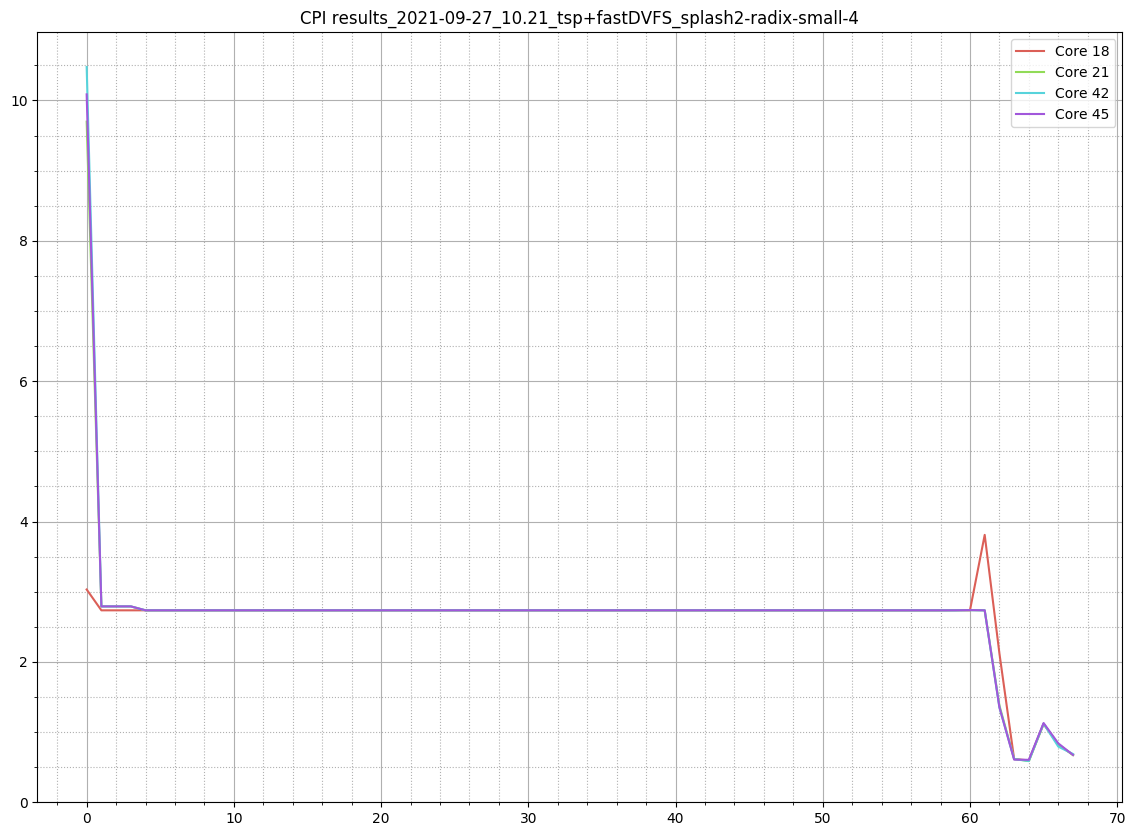 CPI results_2021-09-27_10.21_tsp+fastDVFS_splash2-radix-small-4
Core 18
Core 21
Core 42
Core 45
10
8
6
4
2
0
0 10 20 30 40 50 60 70